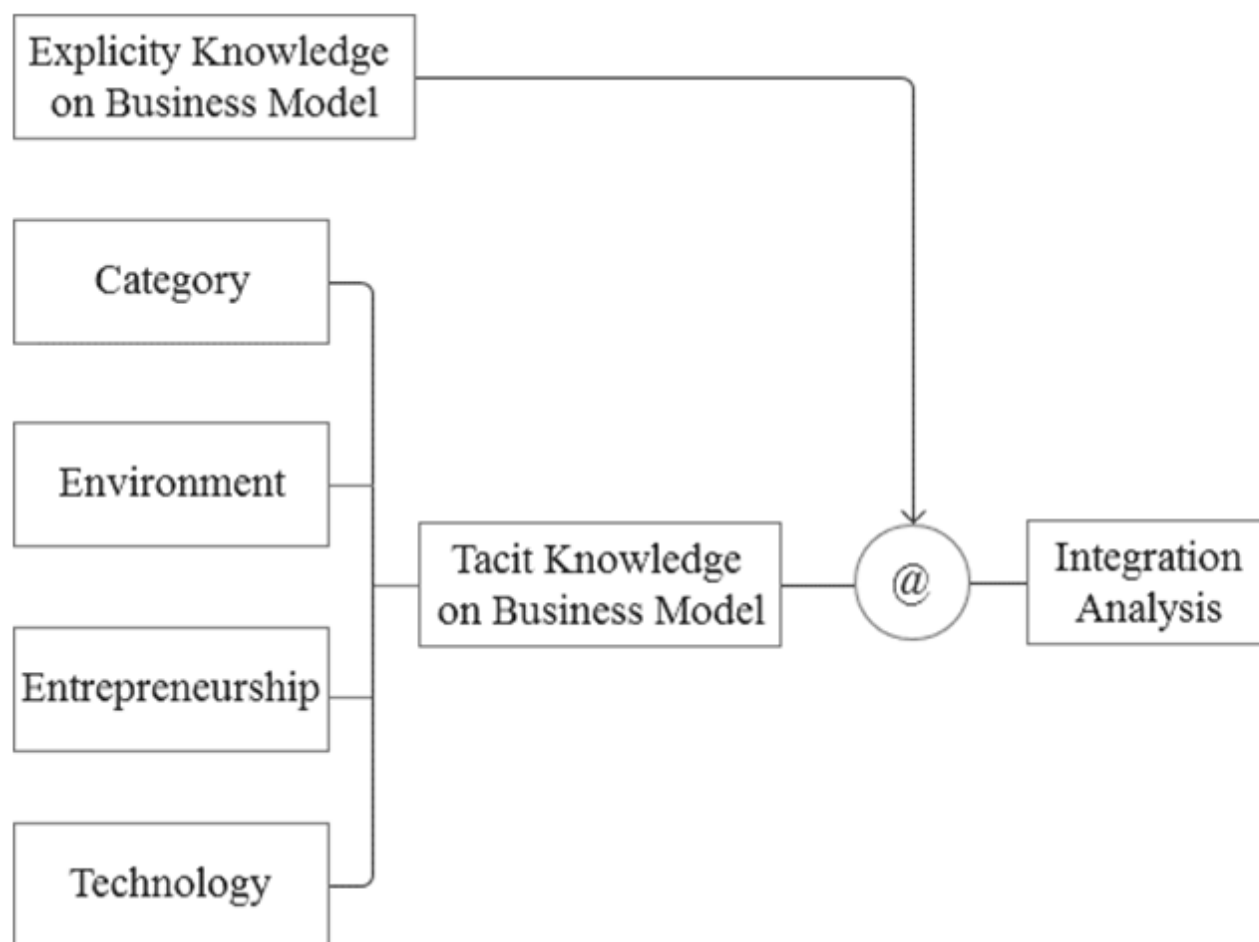 Explicity Knowledge
on Business Model
Category
Environment
Entrepreneurship
Technology
Tacit Knowledge
on Business Model
@
Integration
Analysis